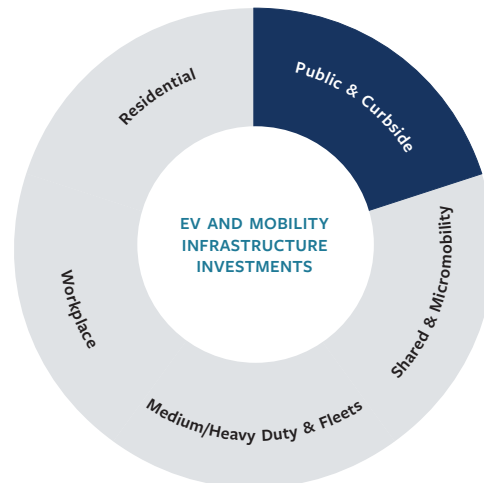 Residential
Public & Curbside
EV AND MOBILITY
INFRASTRUCTURE
INVESTMENTS
Shared & Micromobility
Workplace
Medium/Heavy Duty & Fleets